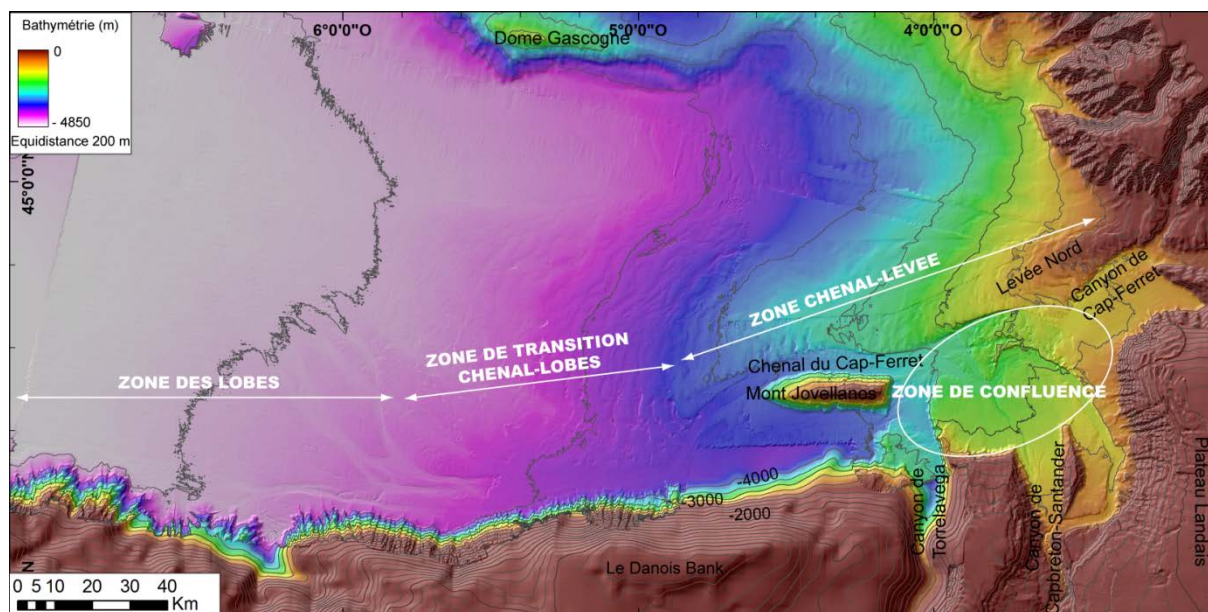 Bathymétrie (m)
0
- 4850
Equidistance 200 m
6°0'0"O
5°0'0"O
4°0'0"O
Dome Gascogne
45°0'0"N
Levée Nord
Canyon de
Cap-Ferret
ZONE CHENAL-LEVEE
ZONE DE TRANSITION
CHENAL-LOBES
ZONE DES LOBES
Chenal du Cap-Ferret
Mont Jovellanos
ZONE DE CONFLUENCE
-4000
-3000
-2000
Canyon de
Torrelavega
Canyon de
Capbreton-Santander
Plateau Landais
Le Danois Bank
N
0 5 10 20 30 40
Km